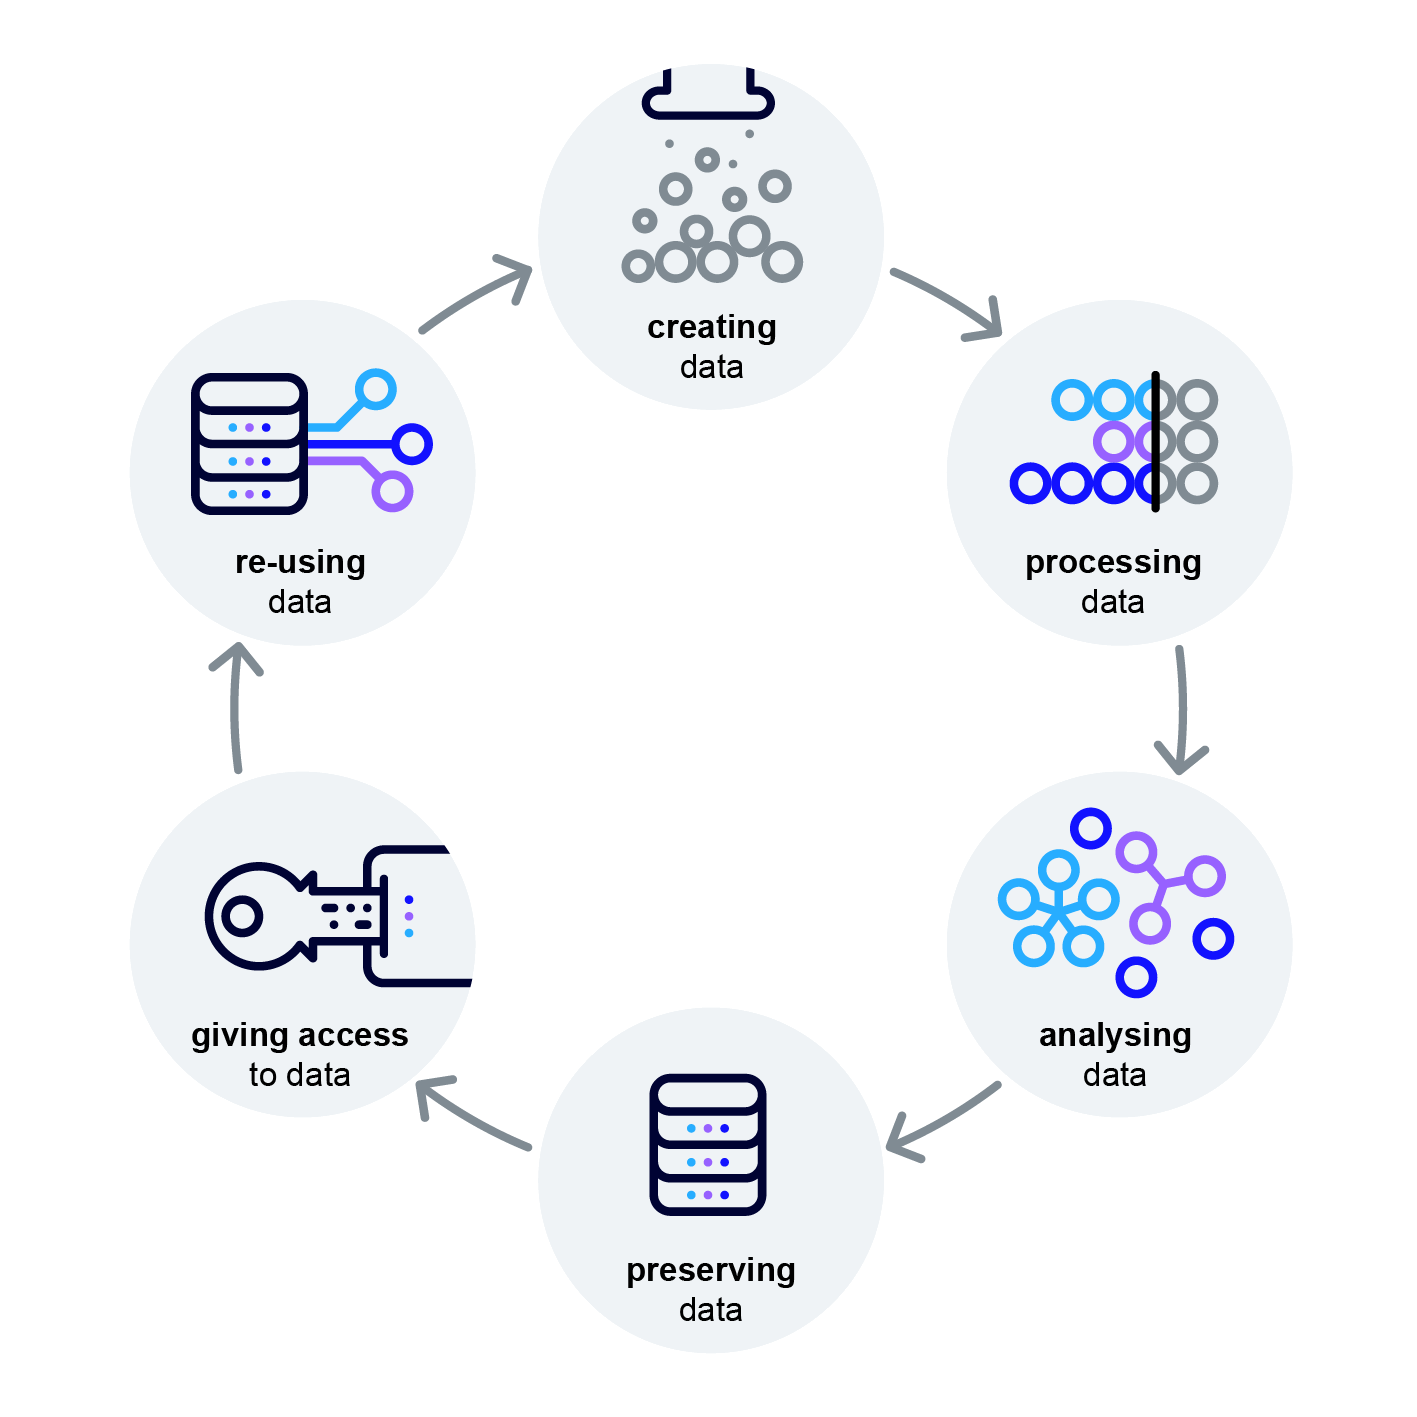 creating
data
processing
data
analysing
data
preserving
data
giving access
to data
re-using
data